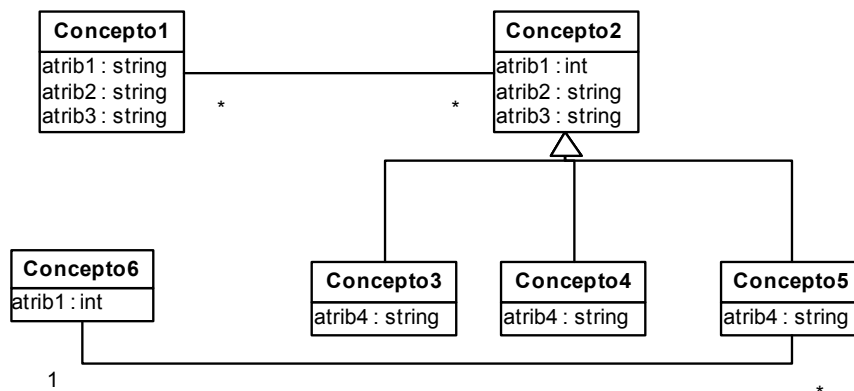 Concepto1
atrib1 : string
atrib2 : string
atrib3 : string
Concepto2
atrib1 : int
atrib2 : string
atrib3 : string
*
*
Concepto6
atrib1 : int
Concepto3
atrib4 : string
Concepto4
atrib4 : string
Concepto5
atrib4 : string
1
*